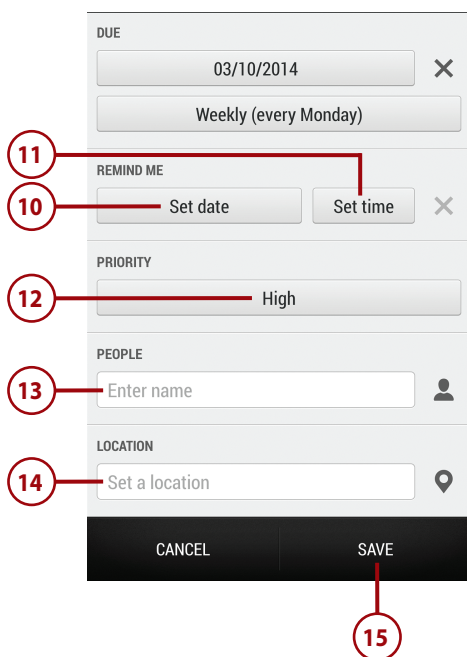 DUE
03/10/2014
Weekly (every Monday)
11
REMIND ME
10
Set date
Set time
PRIORITY
12
High
PEOPLE
13
Enter name
LOCATION
14
Set a location
CANCEL
SAVE
15